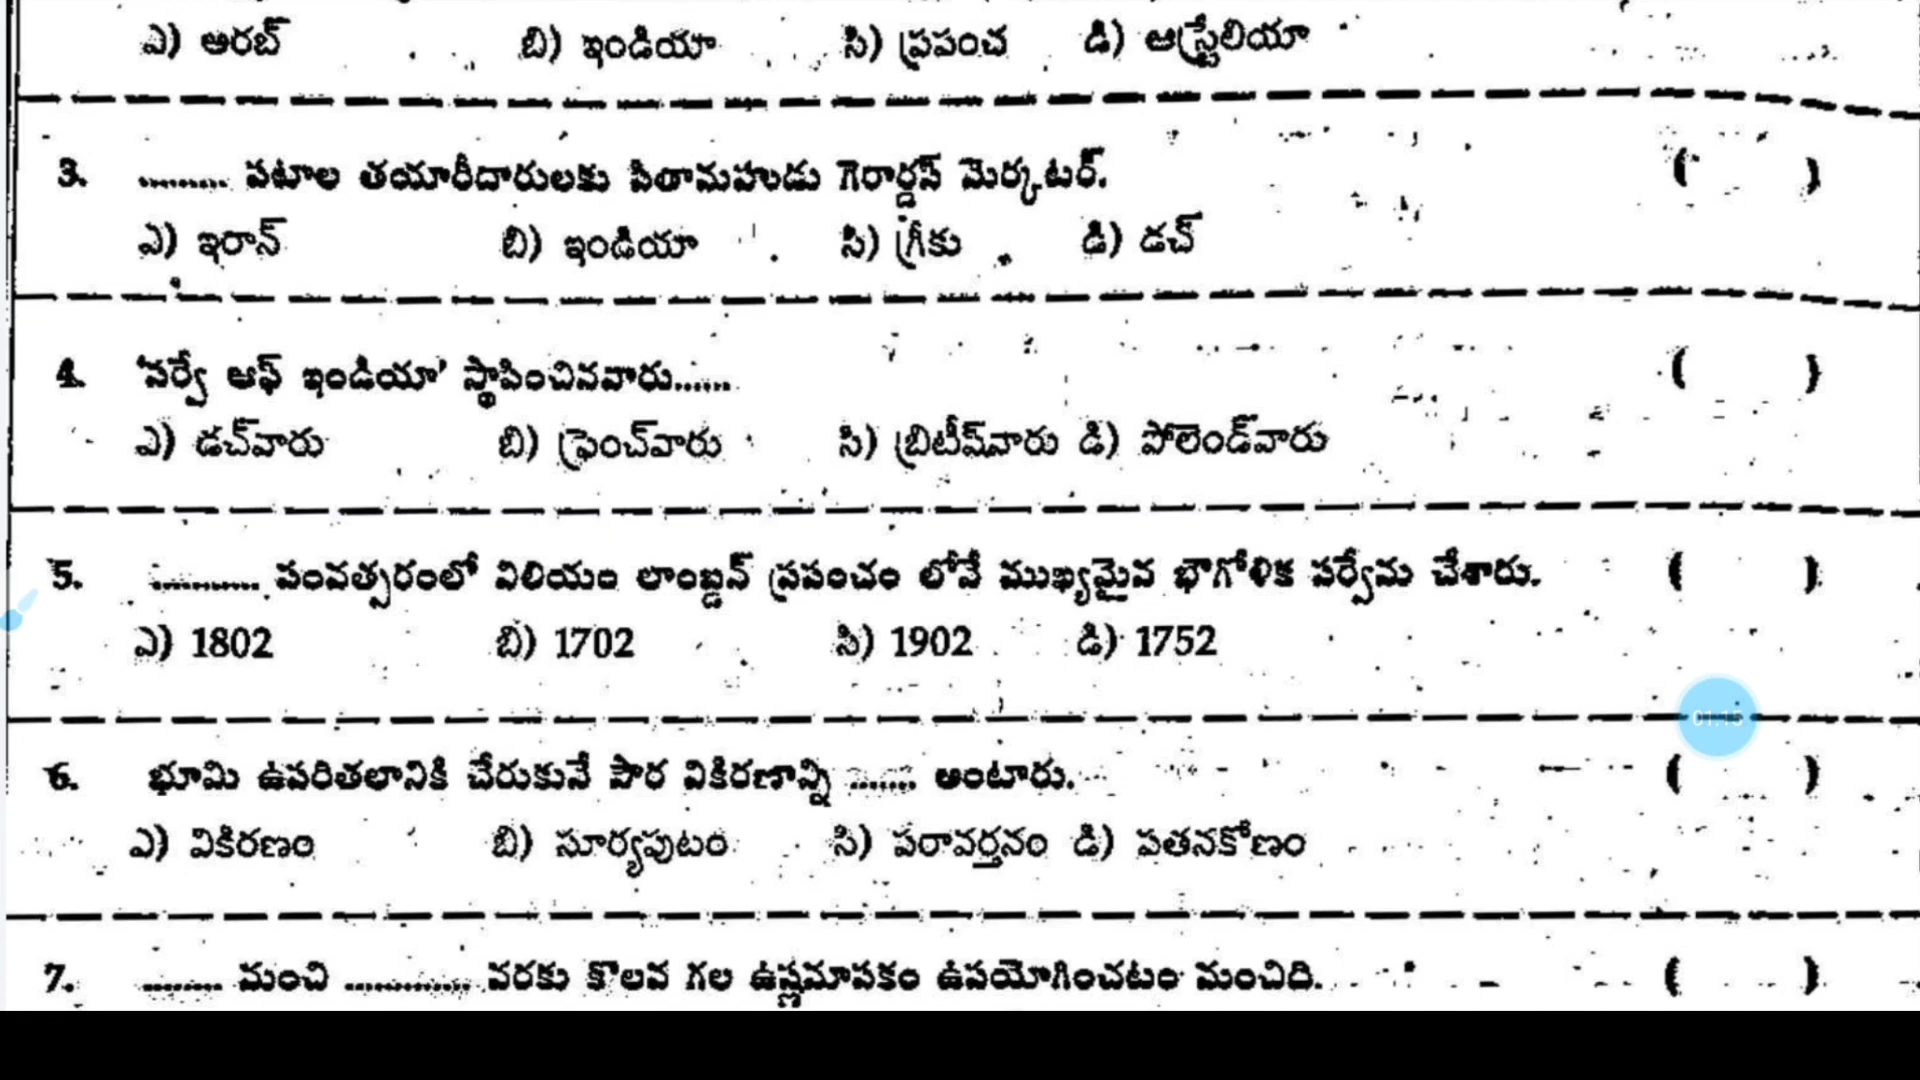 ఎ) అరబ్ బి) ఇండియా సి) ప్రపంచ డి) ఆస్ట్రేలియా
3. ......... పటాల తయారీదారులకు పితామహుడు గెరార్డస్ మెర్కటర్. ( )
ఎ) ఇరాన్ బి) ఇండియా సి) గ్రీకు డి) డచ్
4. 'సర్వే ఆఫ్ ఇండియా' స్థాపించినవారు...... ( )
ఎ) డచ్‌వారు బి) ఫ్రెంచ్‌వారు సి) బ్రిటీష్‌వారు డి) పోలెండ్‌వారు
5. ........... సంవత్సరంలో విలియం లాంబ్టన్ ప్రపంచం లోనే ముఖ్యమైన భౌగోళిక సర్వేను చేశారు. ( )
ఎ) 1802 బి) 1702 సి) 1902 డి) 1752
01:15
6. భూమి ఉపరితలానికి చేరుకునే సౌర వికిరణాన్ని ....... అంటారు. ( )
ఎ) వికిరణం బి) సూర్యపుటం సి) పరావర్తనం డి) పతనకోణం
7. ........ నుంచి ............. వరకు కొలవ గల ఉష్ణమాపకం ఉపయోగించటం మంచిది. ( )